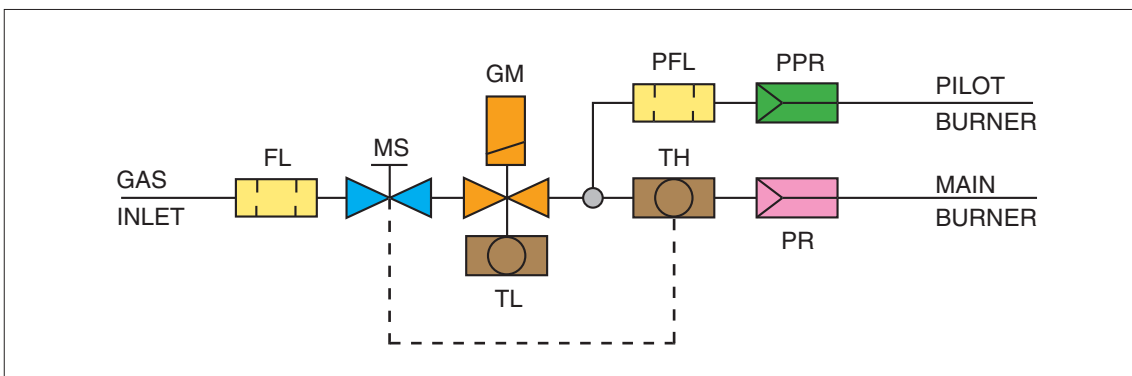 GM
PFL
PPR
PILOT
BURNER
FL
MS
TH
GAS
INLET
MAIN
BURNER
PR
TL